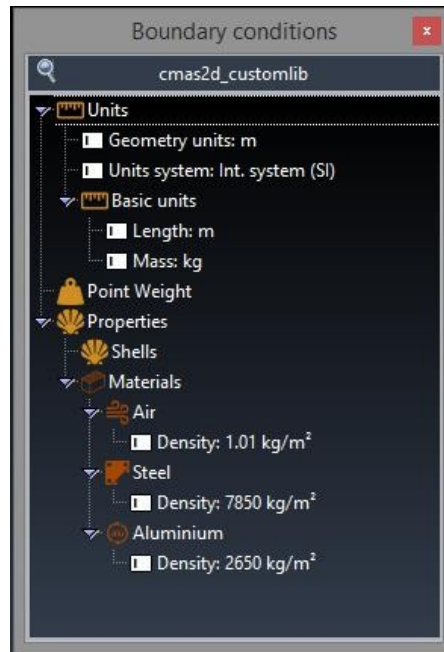 Boundary conditions
x
cmas2d_customlib
Units
Geometry units: m
Units system: Int. system (SI)
Basic units
Length: m
Mass: kg
Point Weight
Properties
Shells
Materials
Air
Density: 1.01 kg/m²
Steel
Density: 7850 kg/m²
Aluminium
Density: 2650 kg/m²